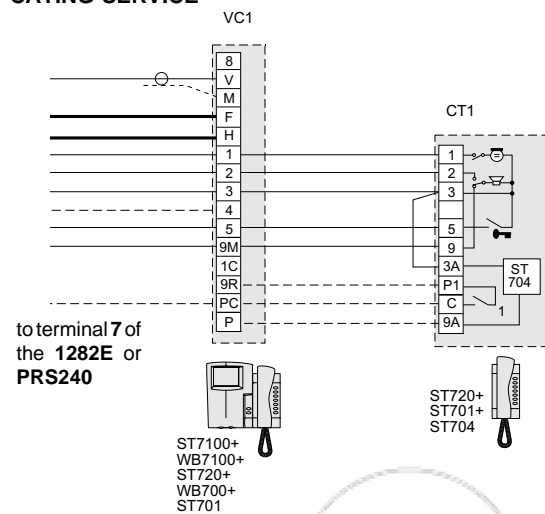 VC1
8
V
M
F
H
1
2
3
4
5
9M
1C
9R
PC
P
CT1
1
2
3
5
9
3A
P1
C
9A
ST
704
1
to terminal 7 of
the 1282E or
PRS240
ST7100+
WB7100+
ST720+
WB700+
ST701
ST720+
ST701+
ST704